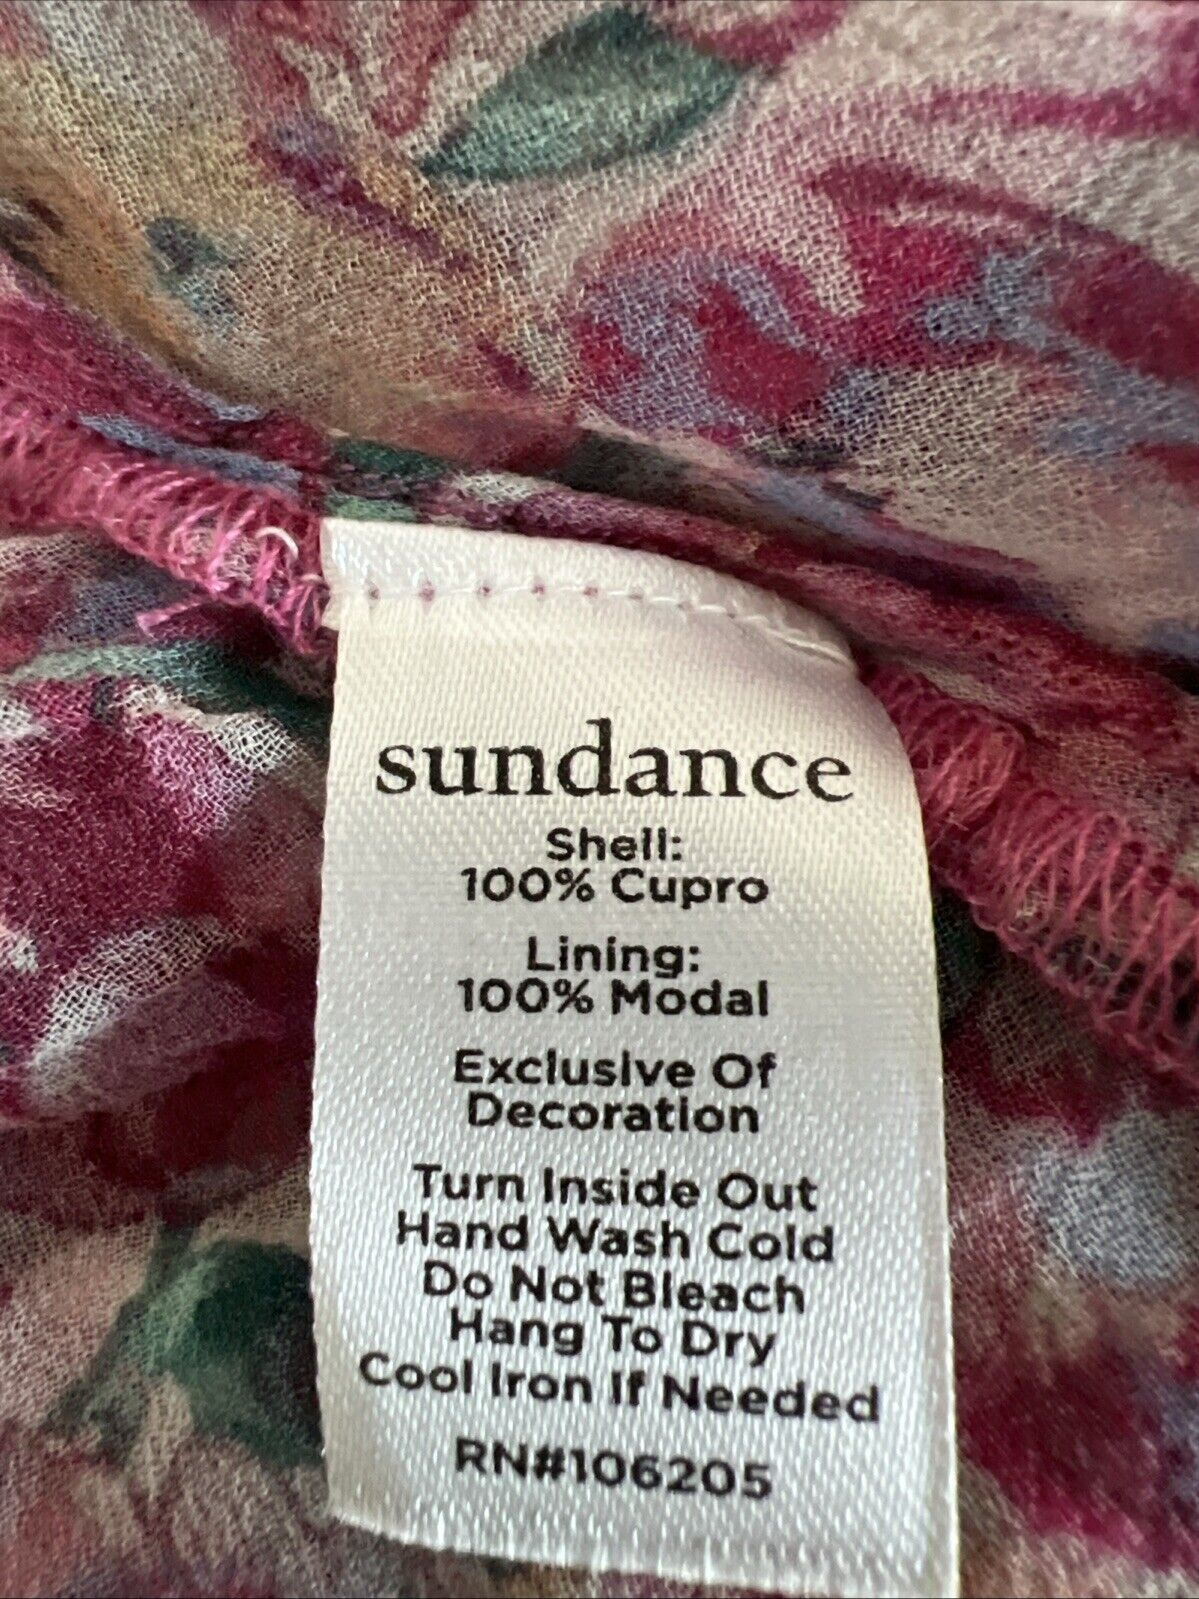 sundance
Shell:
100% Cupro
Lining:
100% Modal
Exclusive Of
Decoration
Turn Inside Out
Hand Wash Cold
Do Not Bleach
Hang To Dry
Cool Iron If Needed
RN#106205